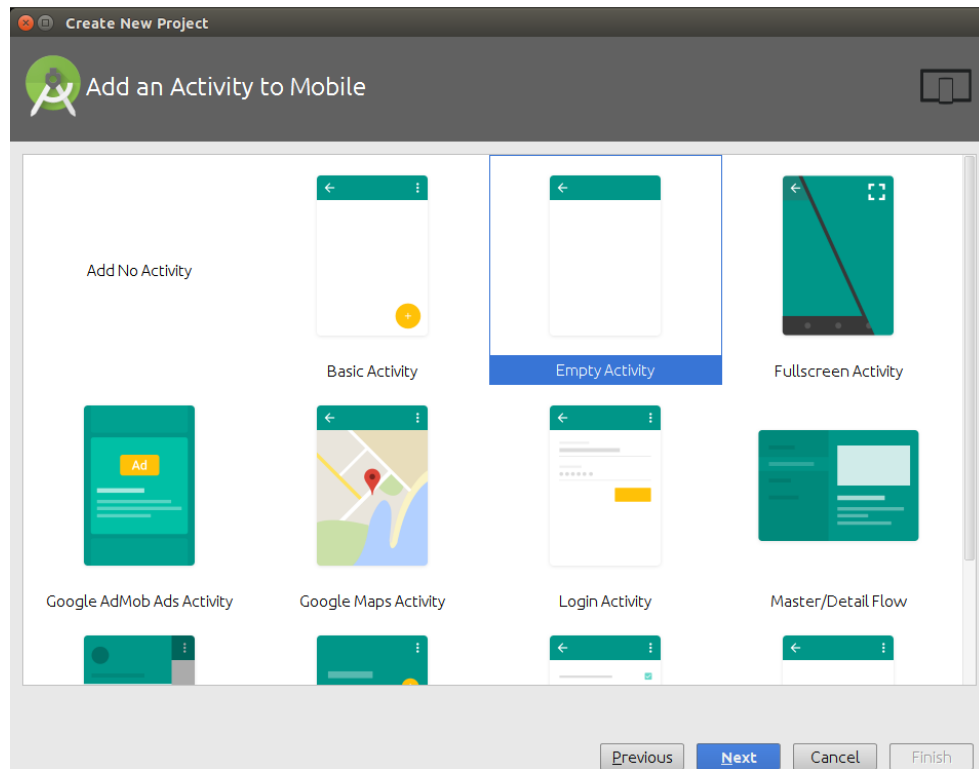 Create New Project
Add an Activity to Mobile
Add No Activity
Basic Activity
Empty Activity
Fullscreen Activity
Ad
Google AdMob Ads Activity
Google Maps Activity
Login Activity
Master/Detail Flow
Previous
Next
Cancel
Finish